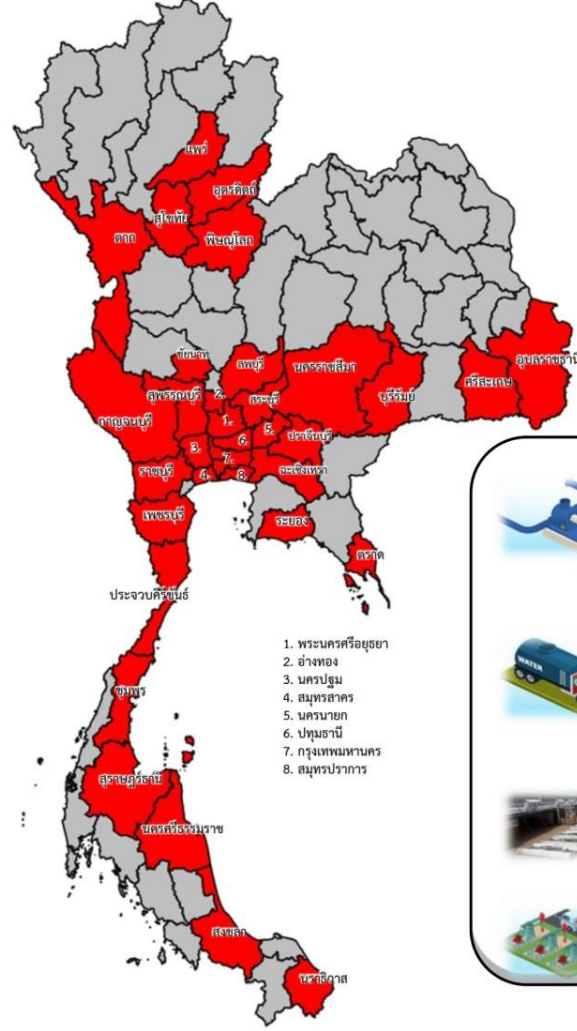 แพร่
อุตรดิตถ์
สุโขทัย
ตาก
พิษณุโลก
ชัยนาท
ลพบุรี
นครราชสีมา
อุบลราชธานี
ศรีสะเกษ
บุรีรัมย์
สุพรรณบุรี
2.
สระบุรี
กาญจนบุรี
1.
5.
ปราจีนบุรี
6.
3.
7.
ราชบุรี
4.
8.
ฉะเชิงเทรา
เพชรบุรี
ระยอง
ตราด
ประจวบคีรีขันธ์
1. พระนครศรีอยุธยา
2. อ่างทอง
3. นครปฐม
4. สมุทรสาคร
5. นครนายก
6. ปทุมธานี
7. กรุงเทพมหานคร
8. สมุทรปราการ
WATER
ชุมพร
สุราษฎร์ธานี
นครศรีธรรมราช
สงขลา
นราธิวาส